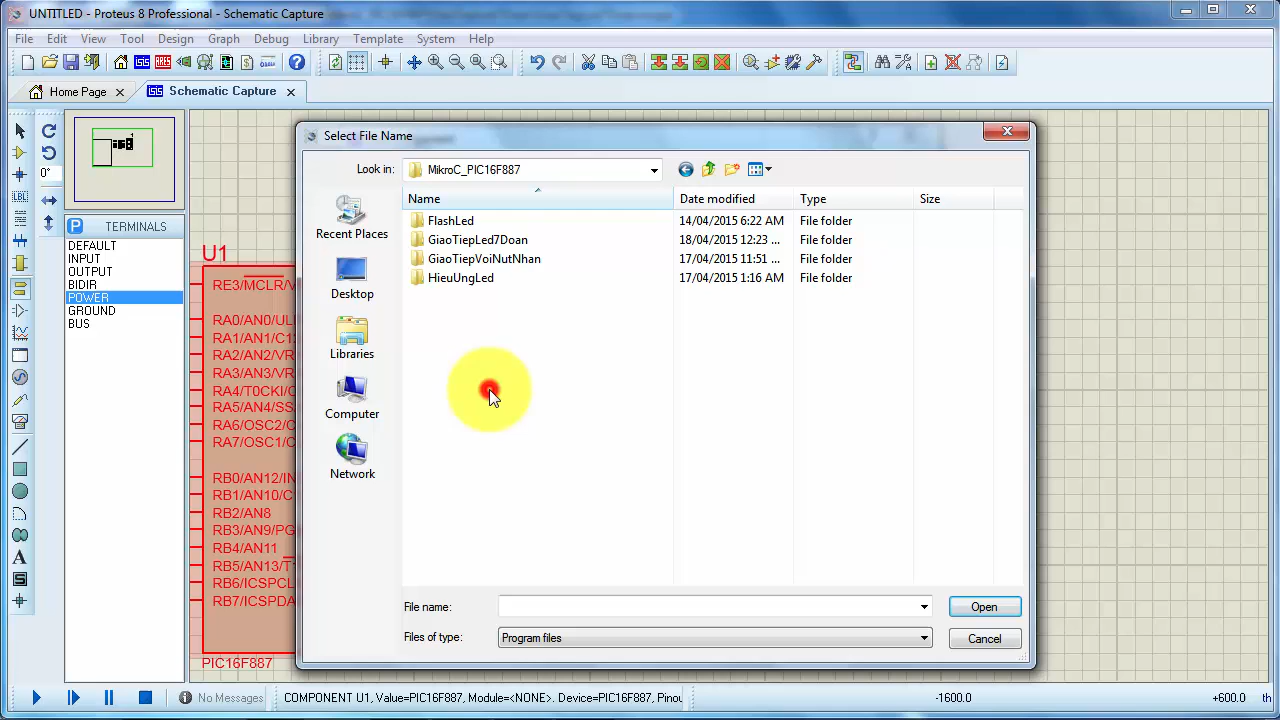 UNTITLED - Proteus 8 Professional - Schematic Capture
File Edit View Tool Design Graph Debug Library Template System Help
Home Page
Schematic Capture
0°
TERMINALS
DEFAULT
INPUT
OUTPUT
BIDIR
POWER
GROUND
BUS
U1
RE3/MCLR/V
RA0/AN0/UL
RA1/AN1/C1
RA2/AN2/VR
RA3/AN3/VR
RA4/T0CKI/C
RA5/AN4/SS
RA6/OSC2/C
RA7/OSC1/C
RB0/AN12/IN
RB1/AN10/C
RB2/AN8
RB3/AN9/PG
RB4/AN11
RB5/AN13/T
RB6/ICSPCL
RB7/ICSPDA
PIC16F887
Select File Name
Look in: MikroC_PIC16F887
Recent Places
Desktop
Libraries
Computer
Network
Name Date modified Type Size
FlashLed 14/04/2015 6:22 AM File folder
GiaoTiepLed7Doan 18/04/2015 12:23 ... File folder
GiaoTiepVoiNutNhan 17/04/2015 11:51 ... File folder
HieuUngLed 17/04/2015 1:16 AM File folder
File name: Open
Files of type: Program files Cancel
No Messages COMPONENT U1, Value=PIC16F887, Module=<NONE>, Device=PIC16F887, Pinou -1600.0 +600.0 th